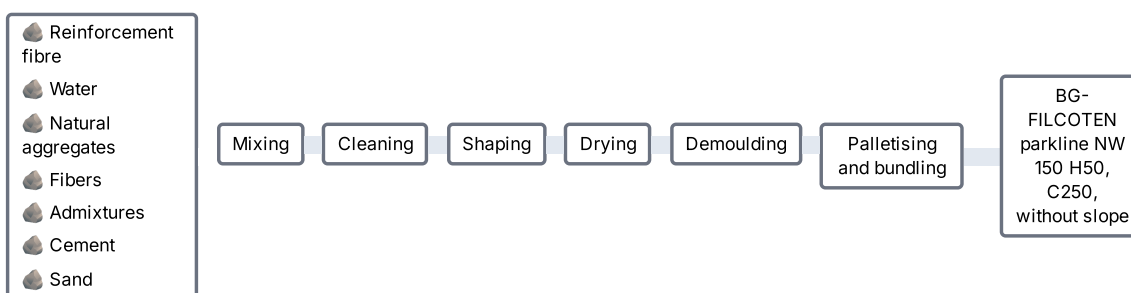 Reinforcement
fibre
Water
Natural
aggregates
Fibers
Admixtures
Cement
Sand
Mixing
Cleaning
Shaping
Drying
Demoulding
Palletising
and bundling
BG-
FILCOTEN
parkline NW
150 H50,
C250,
without slope